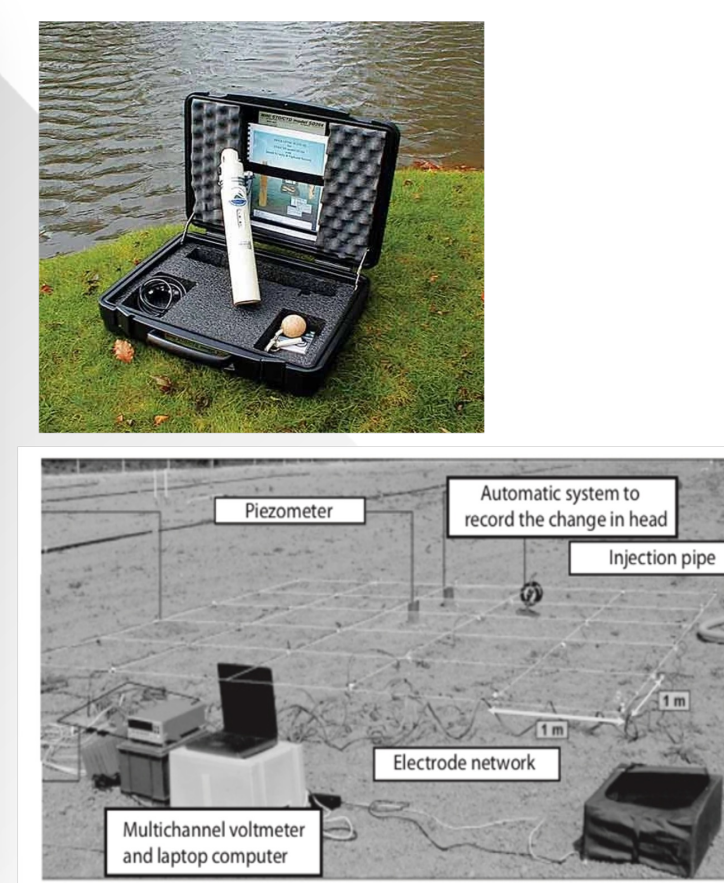 Piezometer
Automatic system to
record the change in head
Injection pipe
1 m
1 m
Electrode network
Multichannel voltmeter
and laptop computer